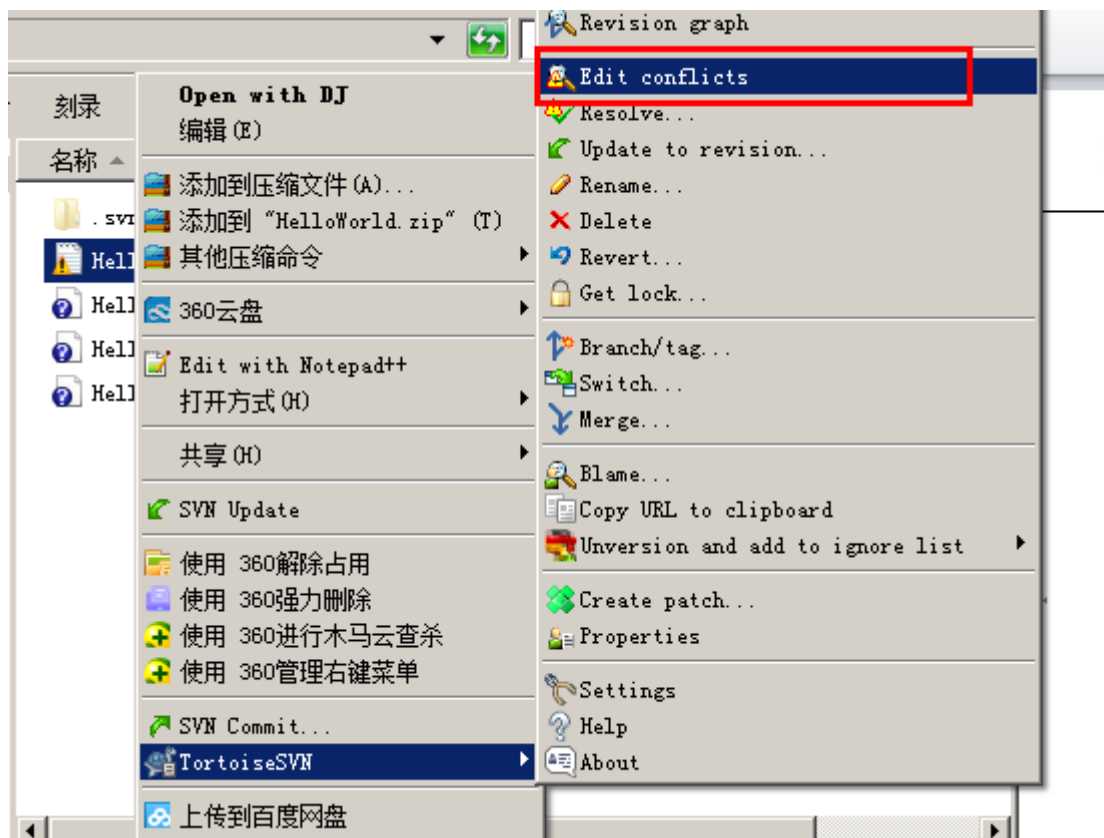 刻录
名称
.svn
Hell
Hell
Hell
Hell
Open with DJ
编辑(E)
添加到压缩文件(A)...
添加到 "HelloWorld.zip" (T)
其他压缩命令
360云盘
Edit with Notepad++
打开方式(H)
共享(H)
SVN Update
使用 360解除占用
使用 360强力删除
使用 360进行木马云查杀
使用 360管理右键菜单
SVN Commit...
TortoiseSVN
上传到百度网盘
Revision graph
Edit conflicts
Resolve...
Update to revision...
Rename...
Delete
Revert...
Get lock...
Branch/tag...
Switch...
Merge...
Blame...
Copy URL to clipboard
Unversion and add to ignore list
Create patch...
Properties
Settings
Help
About